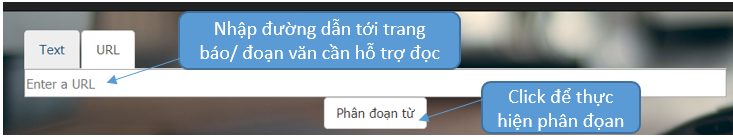 Text URL
Nhập đường dẫn tới trang
báo/ đoạn văn cần hỗ trợ đọc
Enter a URL
Phân đoạn từ
Click để thực
hiện phân đọan